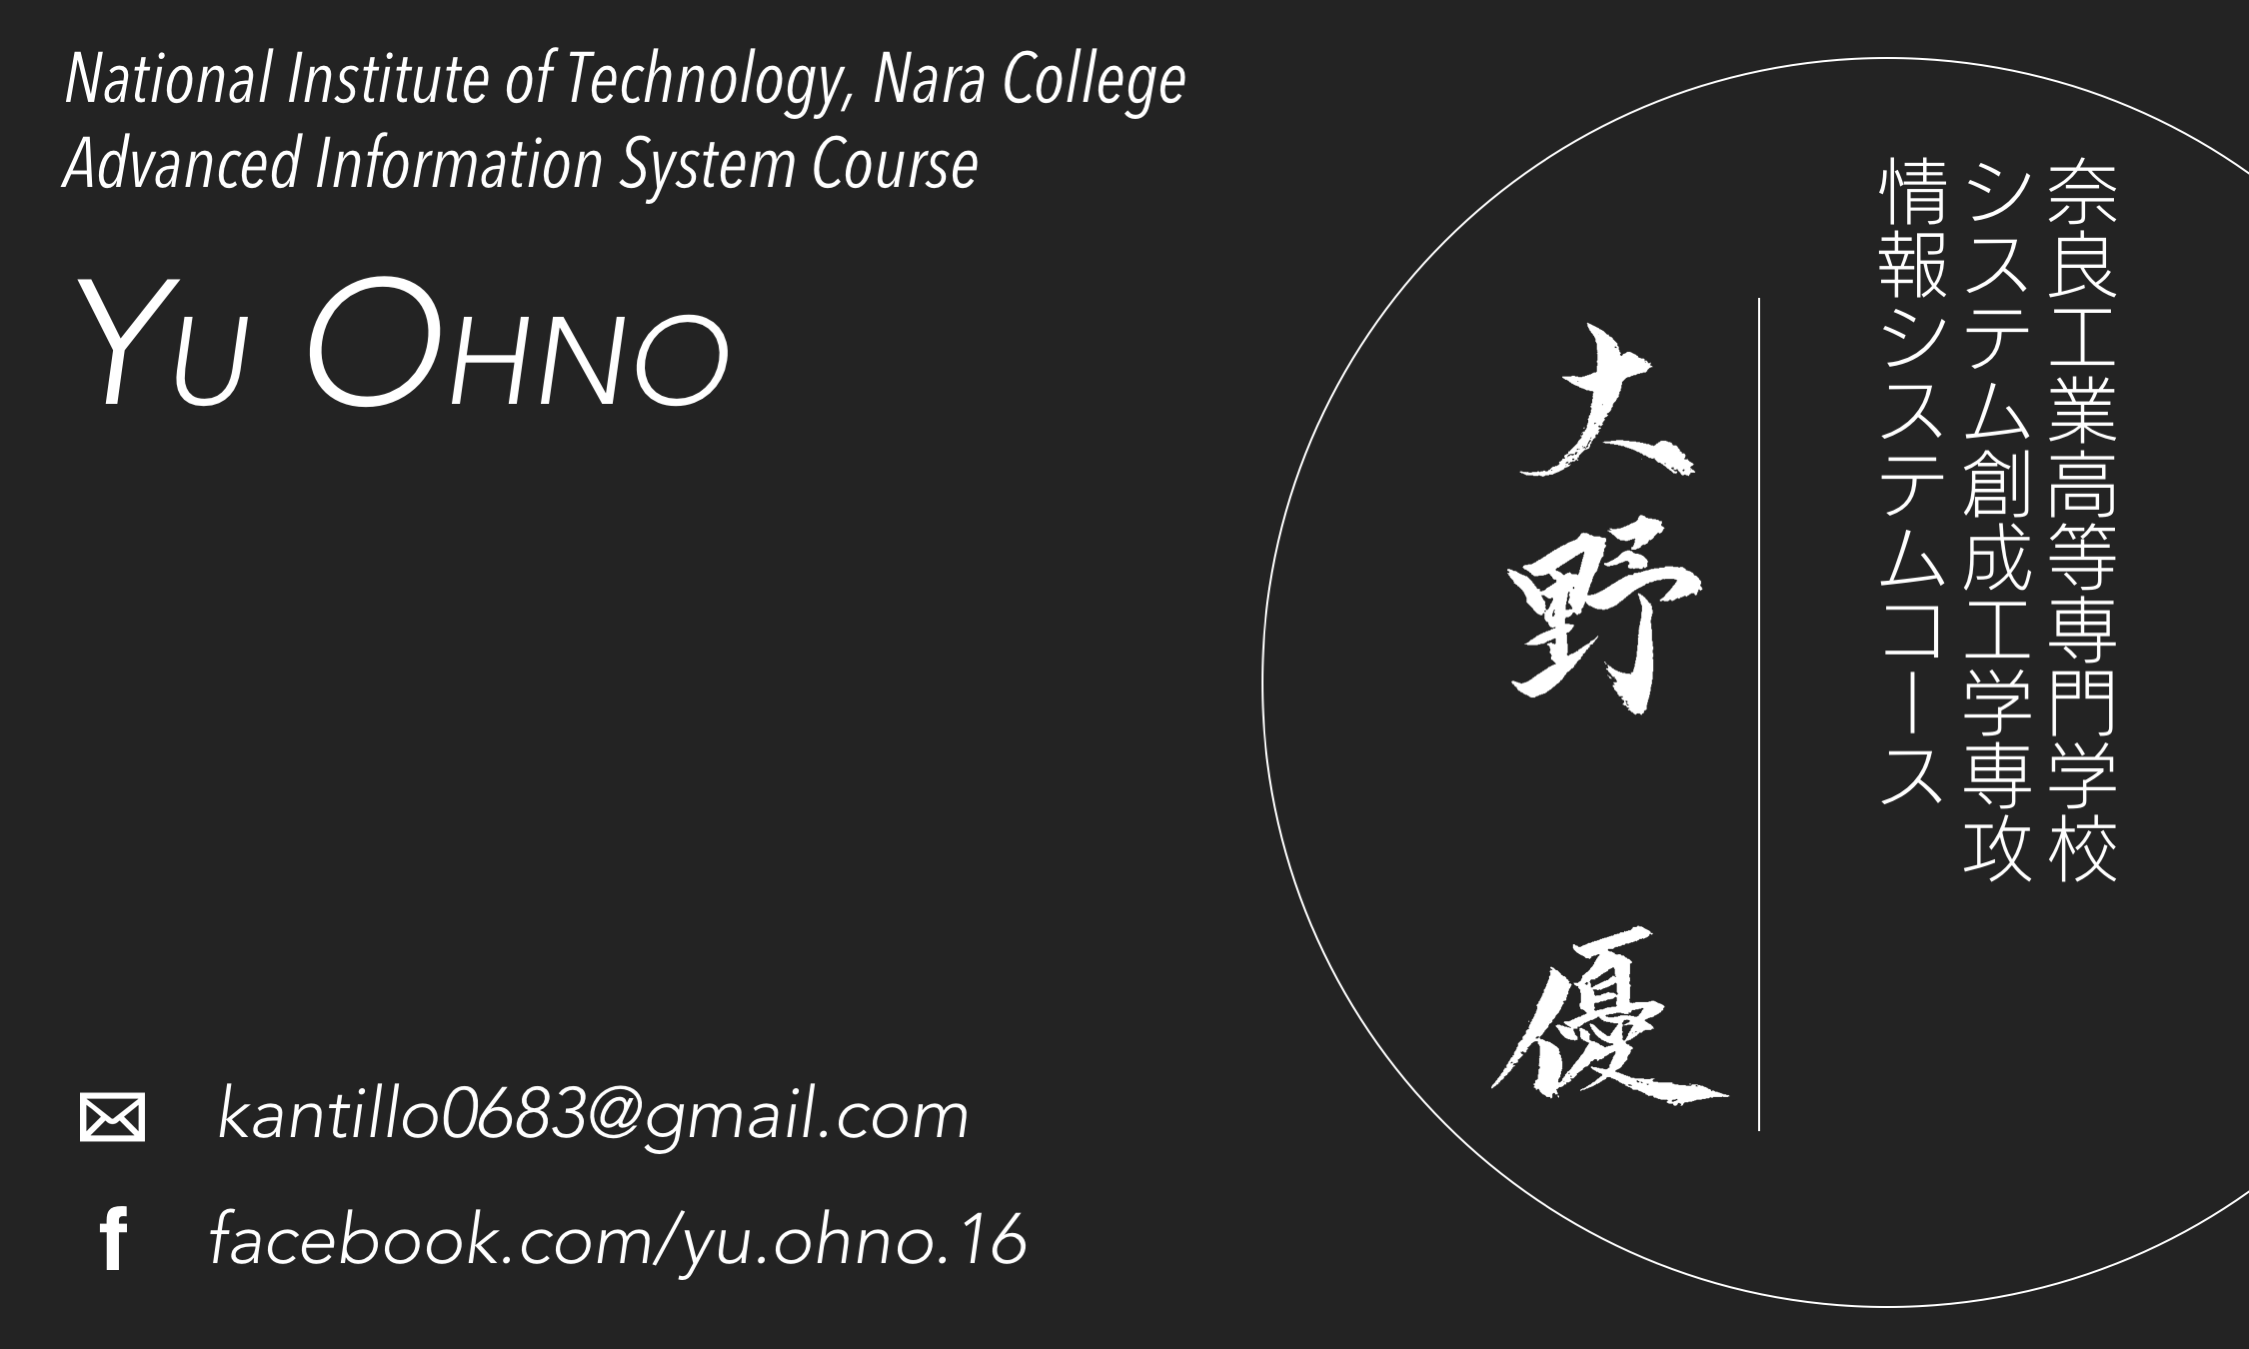 National Institute of Technology, Nara College
Advanced Information System Course
Yu Ohno
kantillo0683@gmail.com
facebook.com/yu.ohno.16
奈良工業高等専門学校
システム創成工学専攻
情報システムコース
大野 優